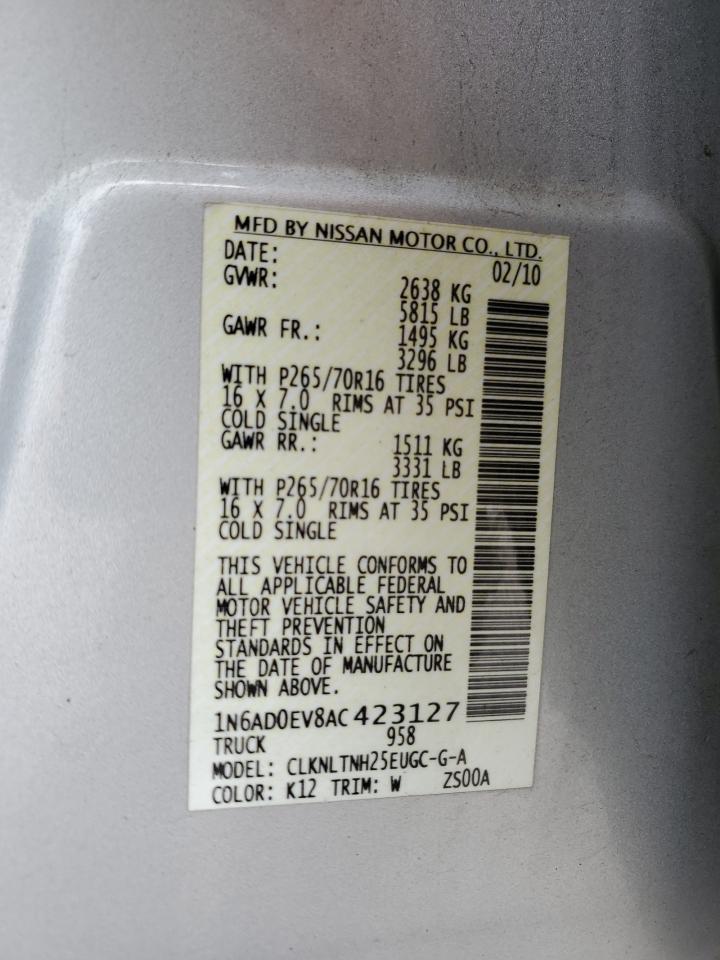 MFD BY NISSAN MOTOR CO., LTD.
DATE: 02/10
GVWR: 2638 KG
5815 LB
GAWR FR.: 1495 KG
3296 LB
WITH P265/70R16 TIRES
16 X 7.0 RIMS AT 35 PSI
COLD SINGLE
GAWR RR.: 1511 KG
3331 LB
WITH P265/70R16 TIRES
16 X 7.0 RIMS AT 35 PSI
COLD SINGLE
THIS VEHICLE CONFORMS TO
ALL APPLICABLE FEDERAL
MOTOR VEHICLE SAFETY AND
THEFT PREVENTION
STANDARDS IN EFFECT ON
THE DATE OF MANUFACTURE
SHOWN ABOVE.
1N6AD0EV8AC423127
TRUCK 958
MODEL: CLKNLTNH25EUGC-G-A
COLOR: K12 TRIM: W ZS00A